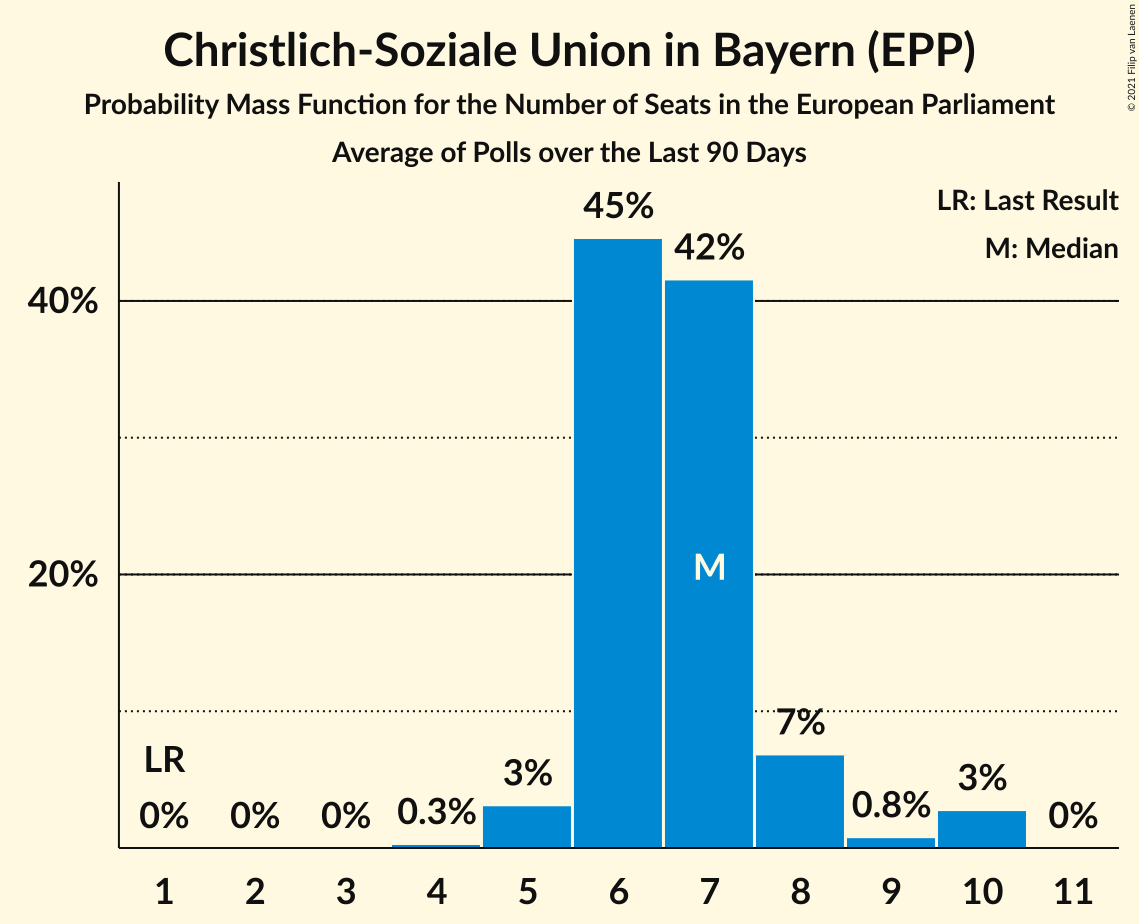 Christlich-Soziale Union in Bayern (EPP)
Probability Mass Function for the Number of Seats in the European Parliament
Average of Polls over the Last 90 Days
© 2021 Filip van Laenen
LR: Last Result
M: Median
45%
42%
40%
20%
M
LR
0%
0%
0%
0.3%
3%
7%
0.8%
3%
0%
1 2 3 4 5 6 7 8 9 10 11